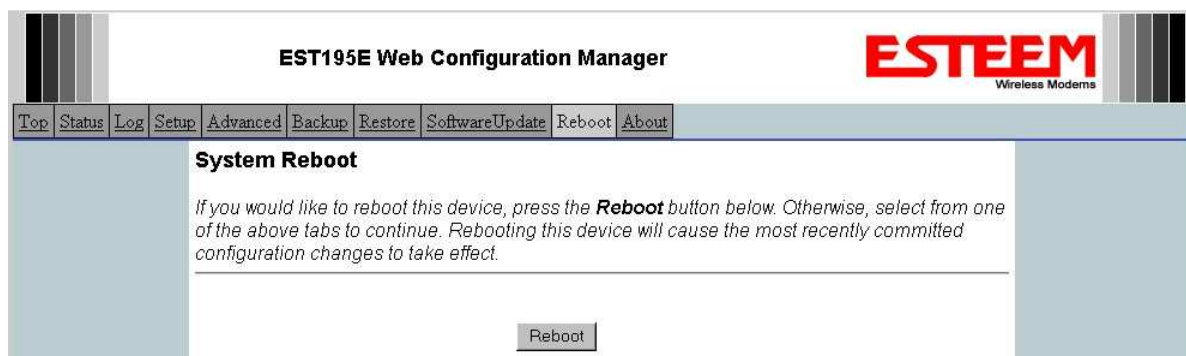 EST195E Web Configuration Manager
ESTEEM
Wireless Modems
Top Status Log Setup Advanced Backup Restore SoftwareUpdate Reboot About
System Reboot
If you would like to reboot this device, press the Reboot button below. Otherwise, select from one
of the above tabs to continue. Rebooting this device will cause the most recently committed
configuration changes to take effect.
Reboot